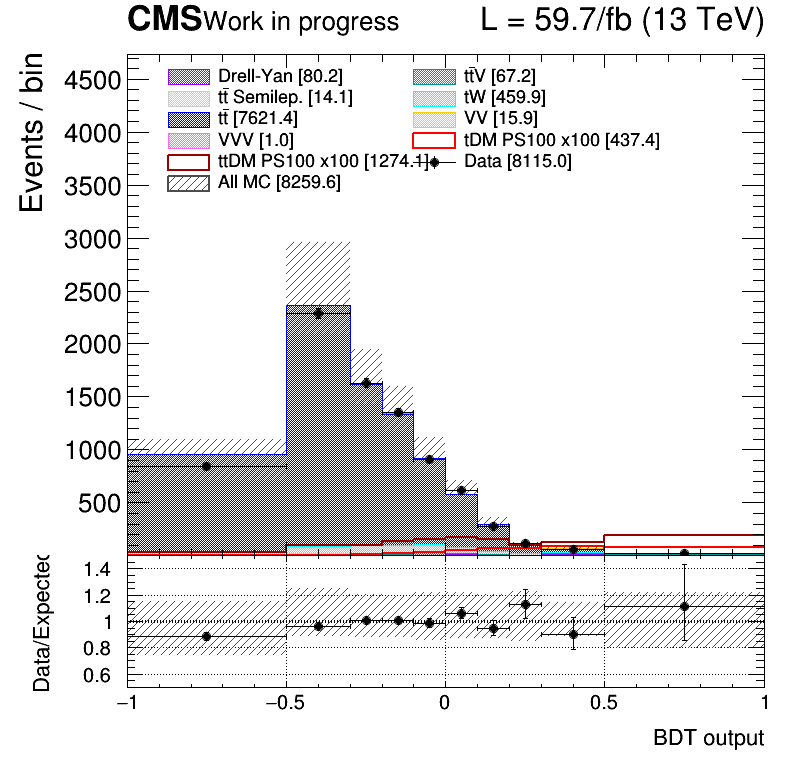 CMS Work in progress L = 59.7/fb (13 TeV)
Events / bin
4500
4000
3500
3000
2500
2000
1500
1000
500
Drell-Yan [80.2] tt̄V [67.2]
tt̄ Semilep. [14.1] tW [459.9]
tt̄ [7621.4] VV [15.9]
VVV [1.0] tDM PS100 x100 [437.4]
ttDM PS100 x100 [1274.1] Data [8115.0]
All MC [8259.6]
Data/Expected
1.4
1.2
1
0.8
0.6
−1 −0.5 0 0.5 1
BDT output